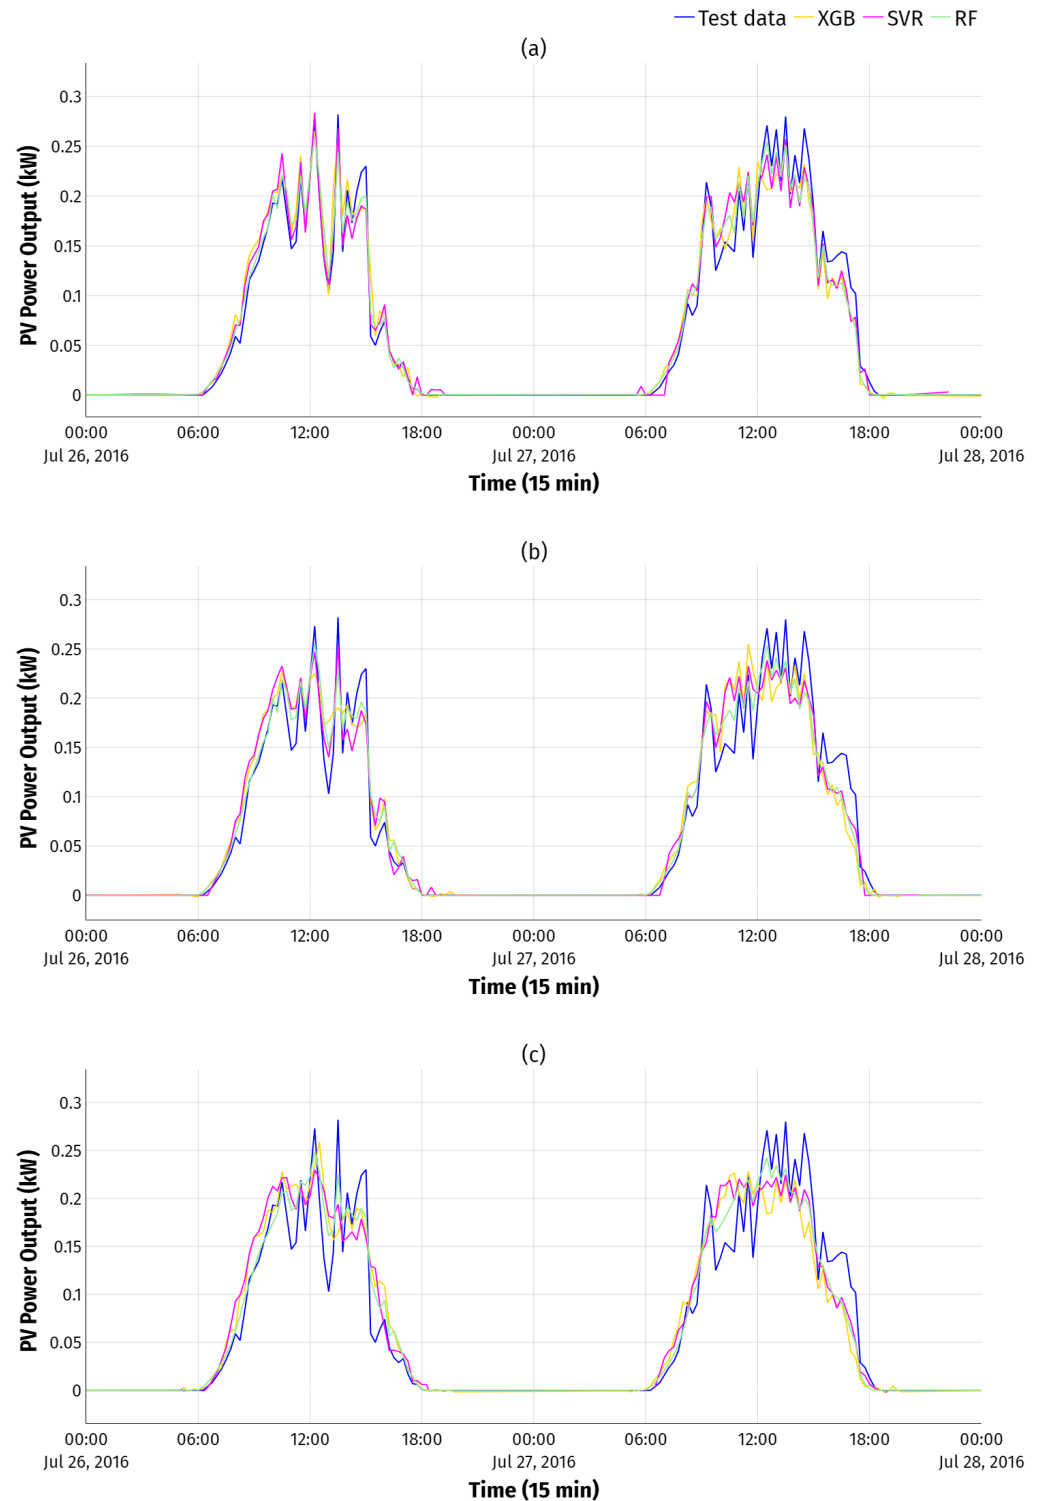 Test data XGB SVR RF
(a)
PV Power Output (kW)
0.3
0.25
0.2
0.15
0.1
0.05
0
00:00 06:00 12:00 18:00 00:00 06:00 12:00 18:00 00:00
Jul 26, 2016 Jul 27, 2016 Jul 28, 2016
Time (15 min)
(b)
PV Power Output (kW)
0.3
0.25
0.2
0.15
0.1
0.05
0
00:00 06:00 12:00 18:00 00:00 06:00 12:00 18:00 00:00
Jul 26, 2016 Jul 27, 2016 Jul 28, 2016
Time (15 min)
(c)
PV Power Output (kW)
0.3
0.25
0.2
0.15
0.1
0.05
0
00:00 06:00 12:00 18:00 00:00 06:00 12:00 18:00 00:00
Jul 26, 2016 Jul 27, 2016 Jul 28, 2016
Time (15 min)